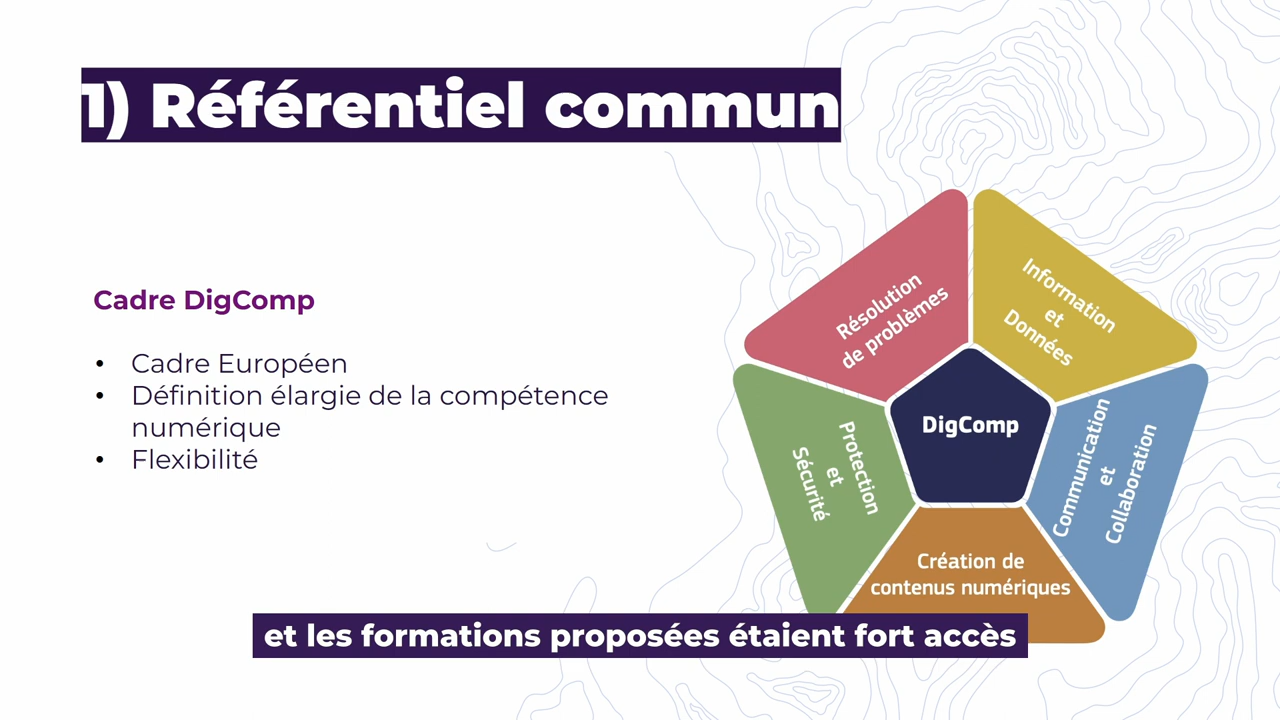 1) Référentiel commun
Cadre DigComp
• Cadre Européen
• Définition élargie de la compétence
numérique
• Flexibilité
Résolution
de problèmes
Information
et
Données
DigComp
Protection
et
Sécurité
Communication
et
Collaboration
Création de
contenus numériques
et les formations proposées étaient fort accès